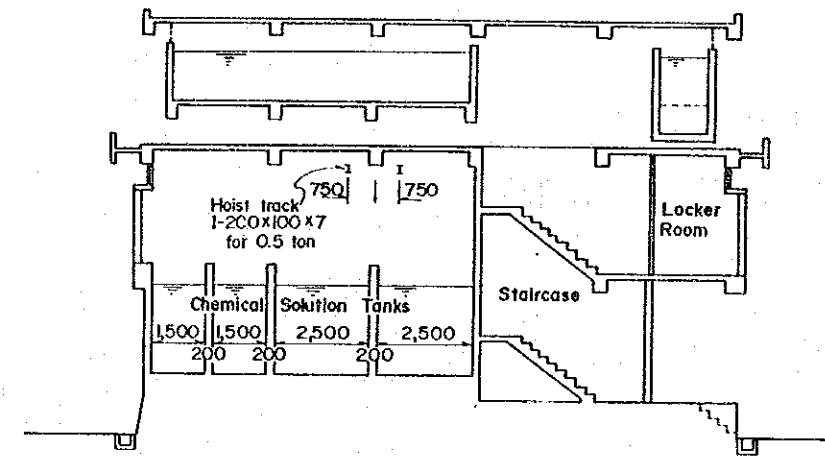 750
750
Hoist track
I-200x100x7
for 0.5 ton
Locker
Room
Staircase
Chemical Solution Tanks
1,500
1,500
2,500
2,500
200
200
200